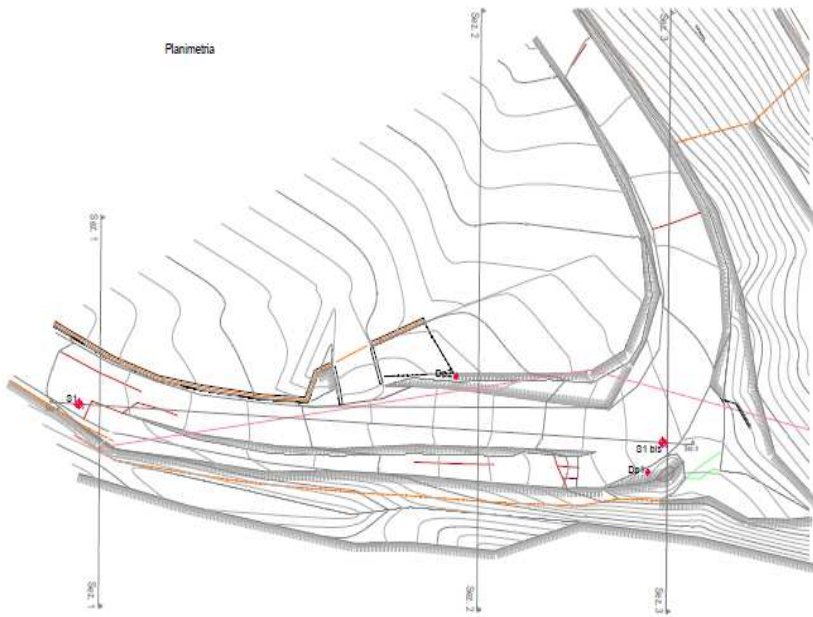 Planimetria
Sez. 2
Sez. 3
Sez. 1
S1
Dp2
S1 bis
Dp1
Sez. 1
Sez. 2
Sez. 3